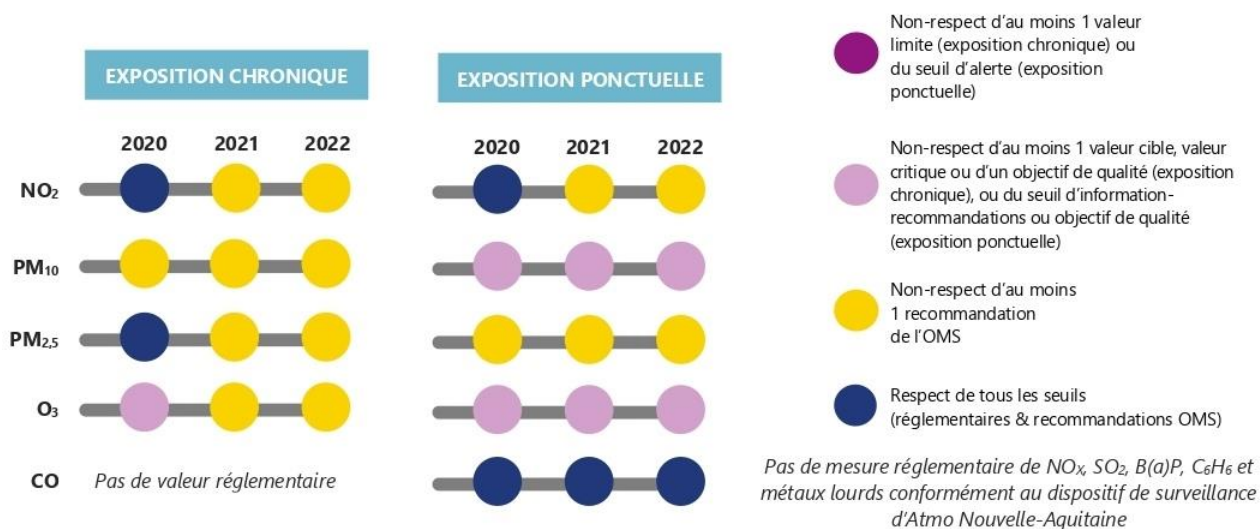 EXPOSITION CHRONIQUE
2020 2021 2022
NO₂
PM₁₀
PM₂,₅
O₃
CO Pas de valeur réglementaire
EXPOSITION PONCTUELLE
2020 2021 2022
Non-respect d'au moins 1 valeur
limite (exposition chronique) ou
du seuil d'alerte (exposition
ponctuelle)
Non-respect d'au moins 1 valeur cible, valeur
critique ou d'un objectif de qualité (exposition
chronique), ou du seuil d'information-
recommandations ou objectif de qualité
(exposition ponctuelle)
Non-respect d'au moins
1 recommandation
de l'OMS
Respect de tous les seuils
(réglementaires & recommandations OMS)
Pas de mesure réglementaire de NOₓ, SO₂, B(a)P, C₆H₆ et
métaux lourds conformément au dispositif de surveillance
d'Atmo Nouvelle-Aquitaine